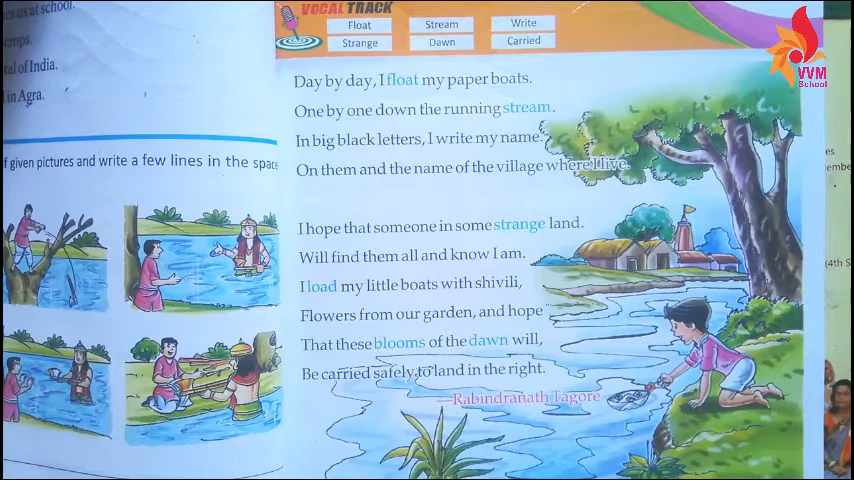 es us at school.
crops.
tal of India.
l in Agra.
f given pictures and write a few lines in the space
VOCAL TRACK
Float Stream Write
Strange Dawn Carried
Day by day, I float my paper boats.
One by one down the running stream.
In big black letters, I write my name.
On them and the name of the village where I live.
I hope that someone in some strange land.
Will find them all and know I am.
I load my little boats with shivili,
Flowers from our garden, and hope
That these blooms of the dawn will,
Be carried safely to land in the right.
—Rabindranath Tagore
VVM
School
es
embe
(4th S